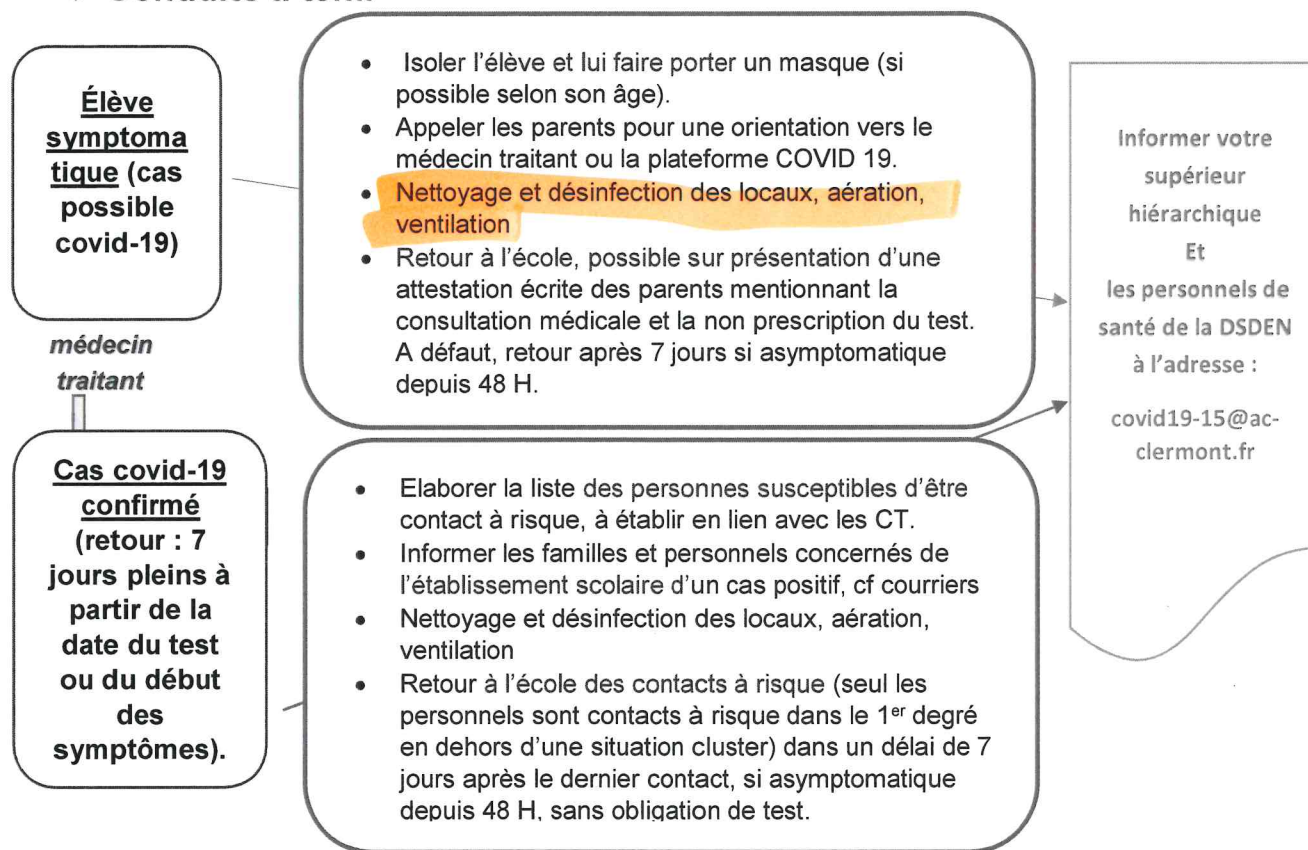 Élève
symptoma
tique (cas
possible
covid-19)
• Isoler l’élève et lui faire porter un masque (si
possible selon son âge).
• Appeler les parents pour une orientation vers le
médecin traitant ou la plateforme COVID 19.
• Nettoyage et désinfection des locaux, aération,
ventilation
• Retour à l’école, possible sur présentation d’une
attestation écrite des parents mentionnant la
consultation médicale et la non prescription du test.
A défaut, retour après 7 jours si asymptomatique
depuis 48 H.
Informer votre
supérieur
hiérarchique
Et
les personnels de
santé de la DSDEN
à l’adresse :
covid19-15@ac-
clermont.fr
médecin
traitant
Cas covid-19
confirmé
(retour : 7
jours pleins à
partir de la
date du test
ou du début
des
symptômes).
• Elaborer la liste des personnes susceptibles d’être
contact à risque, à établir en lien avec les CT.
• Informer les familles et personnels concernés de
l’établissement scolaire d’un cas positif, cf courriers
• Nettoyage et désinfection des locaux, aération,
ventilation
• Retour à l’école des contacts à risque (seul les
personnels sont contacts à risque dans le 1er degré
en dehors d’une situation cluster) dans un délai de 7
jours après le dernier contact, si asymptomatique
depuis 48 H, sans obligation de test.